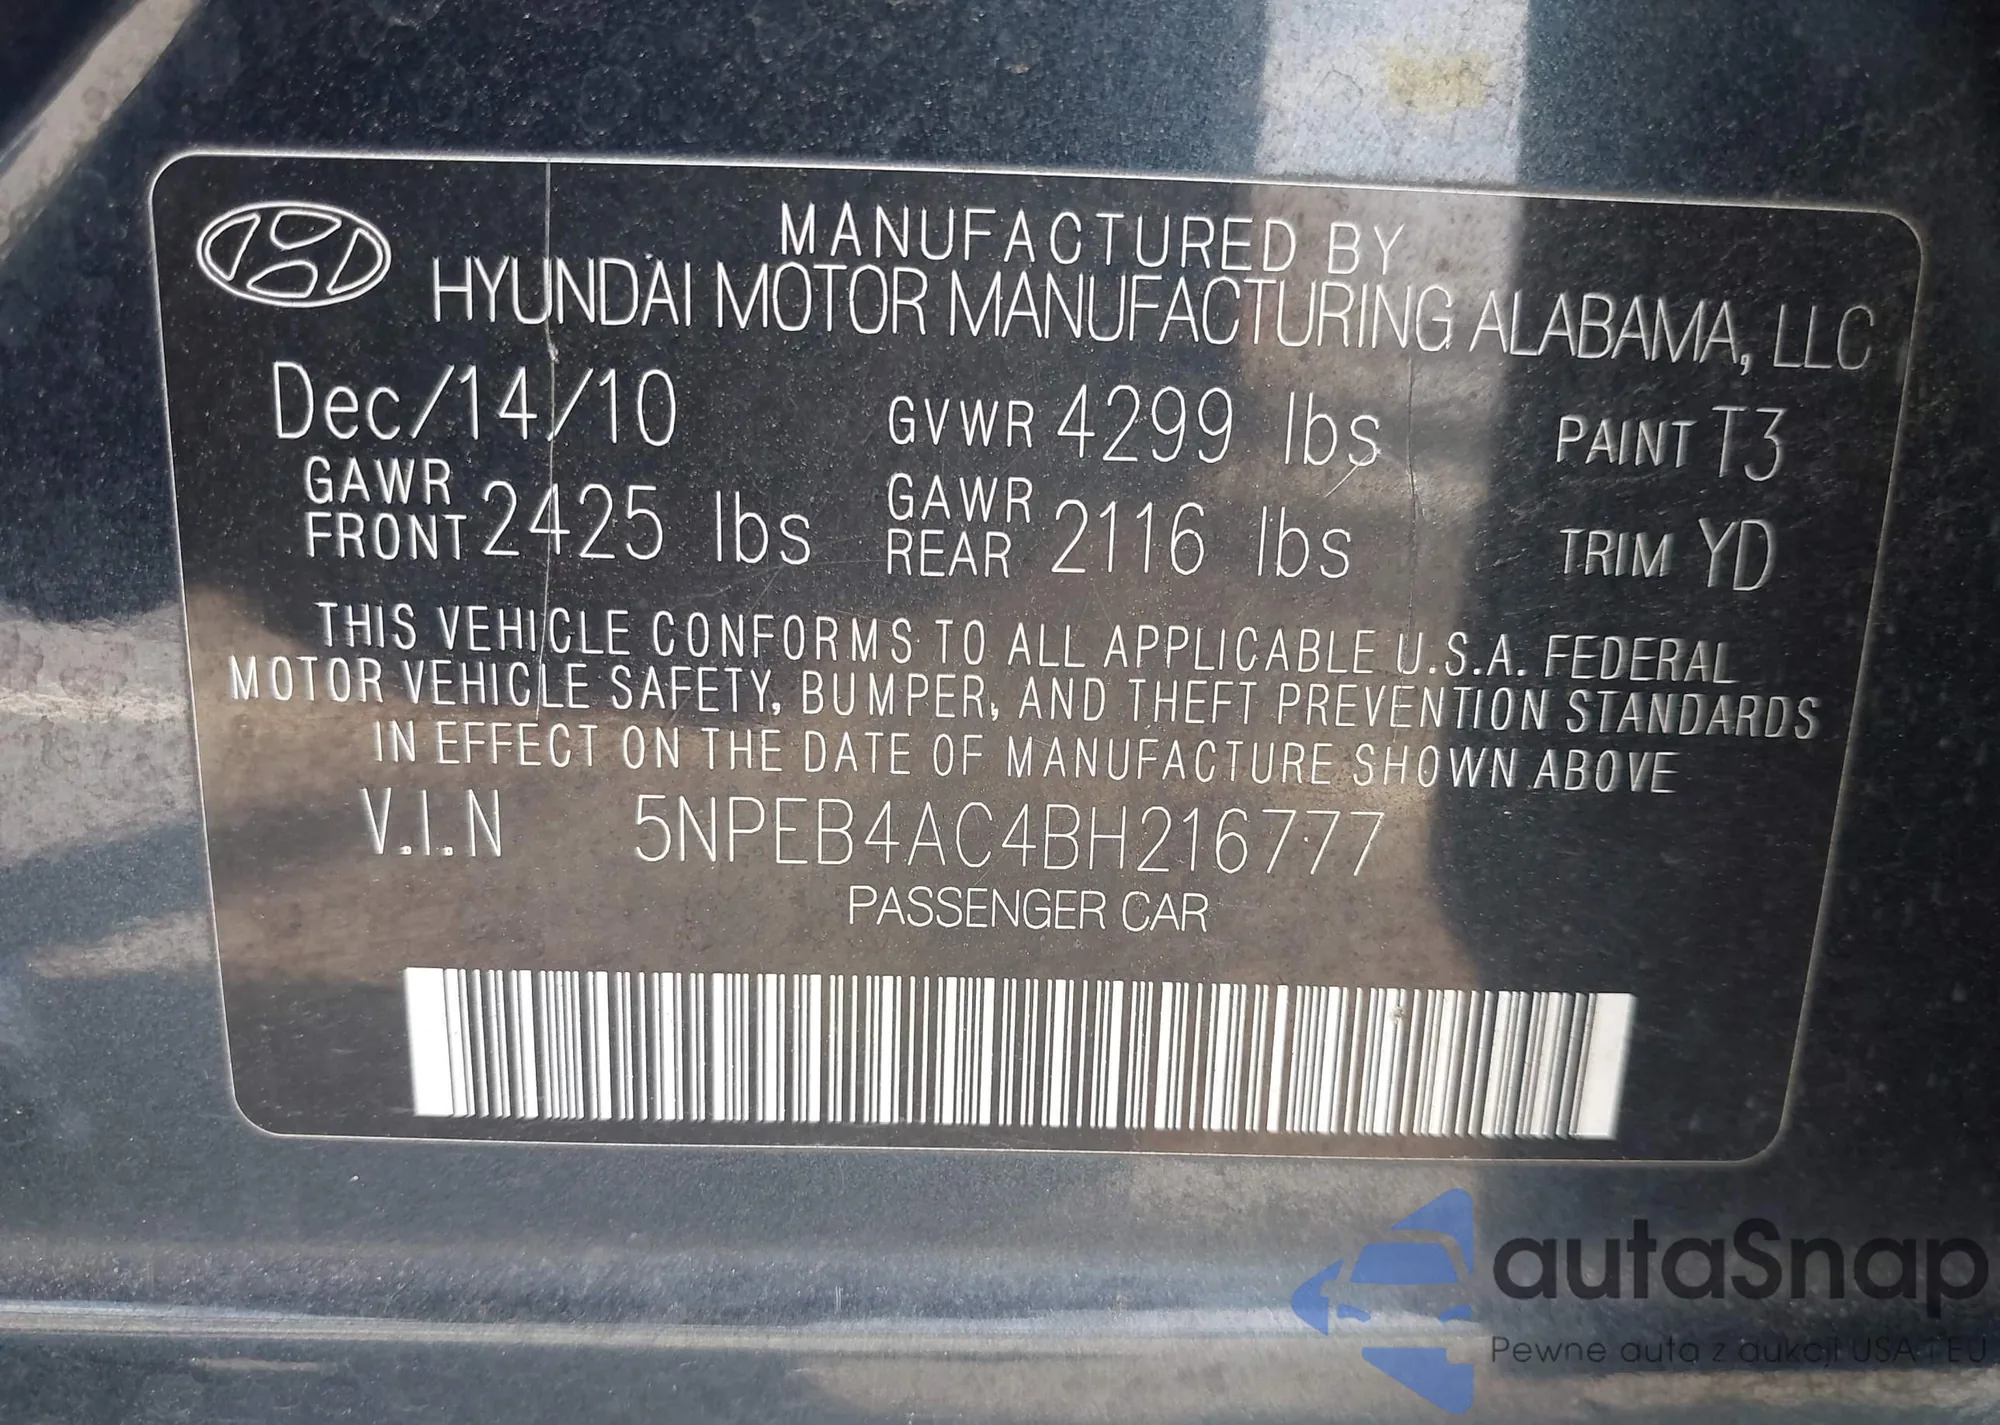 MANUFACTURED BY
HYUNDAI MOTOR MANUFACTURING ALABAMA, LLC
Dec/14/10 GVWR 4299 lbs PAINT T3
GAWR FRONT 2425 lbs GAWR REAR 2116 lbs TRIM YD
THIS VEHICLE CONFORMS TO ALL APPLICABLE U.S.A. FEDERAL
MOTOR VEHICLE SAFETY, BUMPER, AND THEFT PREVENTION STANDARDS
IN EFFECT ON THE DATE OF MANUFACTURE SHOWN ABOVE
V.I.N 5NPEB4AC4BH216777
PASSENGER CAR
autaSnap
Pewne auta z aukcji USA i EU